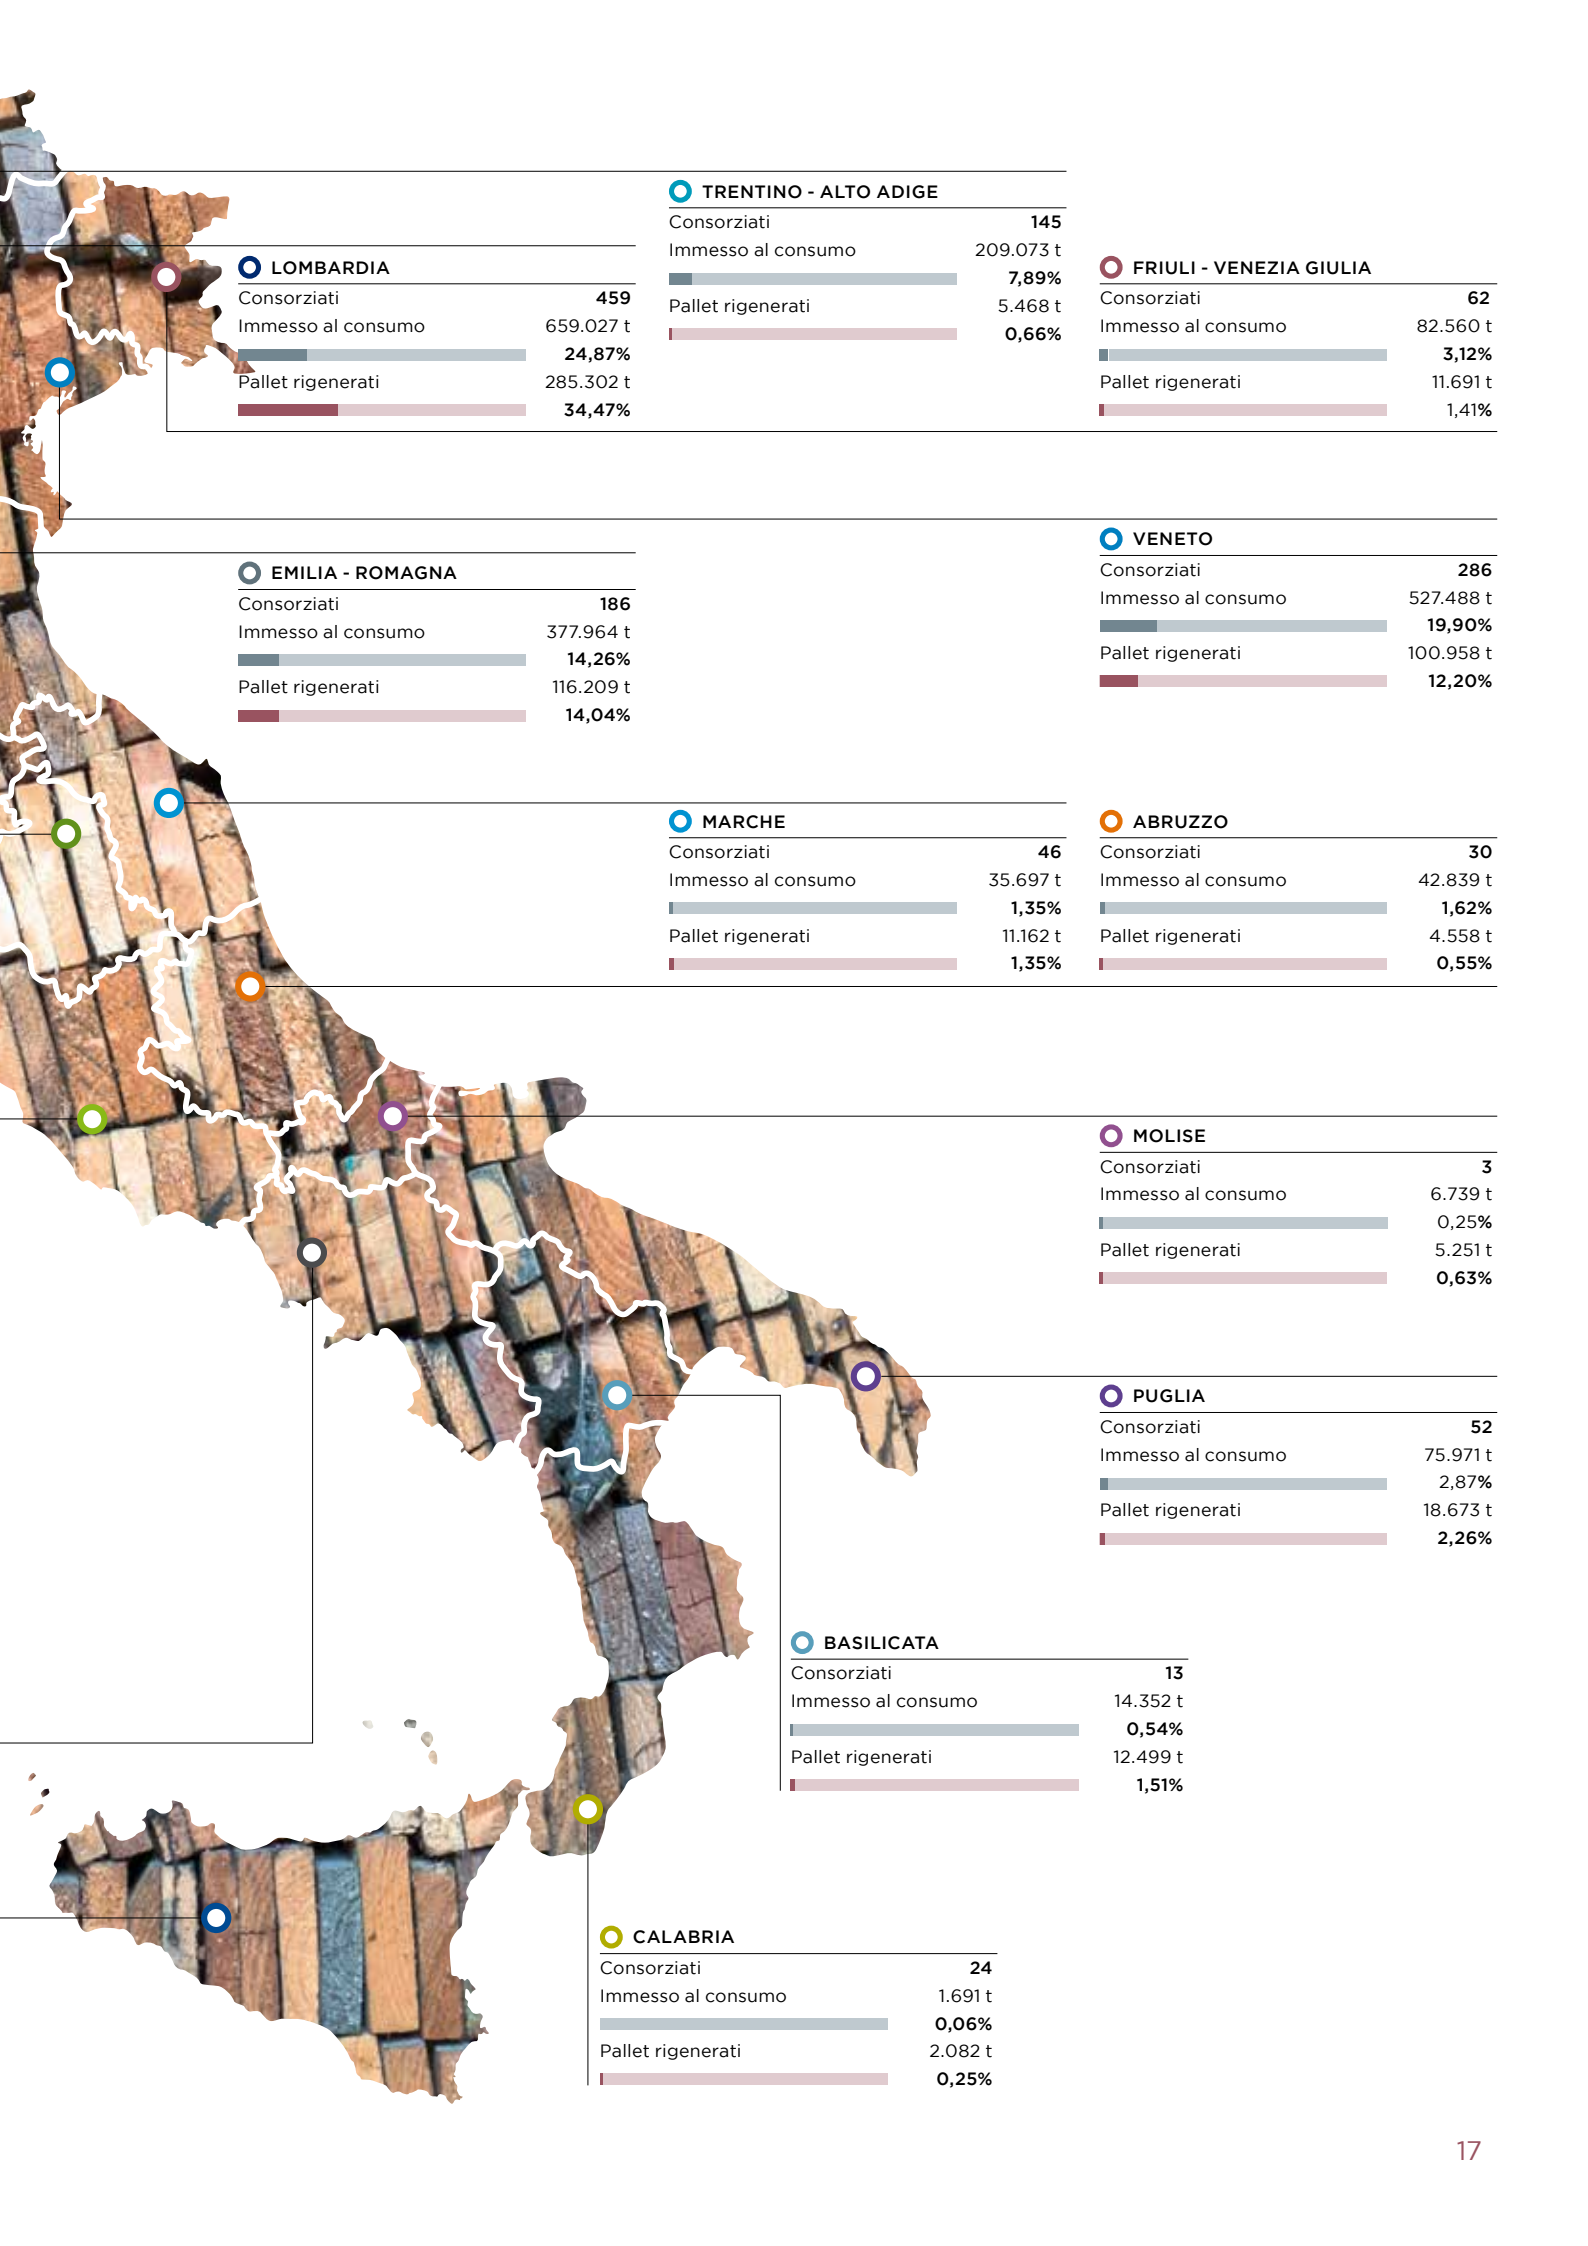 TRENTINO - ALTO ADIGE
Consorziati 145
Immesso al consumo 209.073 t
7,89%
Pallet rigenerati 5.468 t
0,66%
LOMBARDIA
Consorziati 459
Immesso al consumo 659.027 t
24,87%
Pallet rigenerati 285.302 t
34,47%
FRIULI - VENEZIA GIULIA
Consorziati 62
Immesso al consumo 82.560 t
3,12%
Pallet rigenerati 11.691 t
1,41%
VENETO
Consorziati 286
Immesso al consumo 527.488 t
19,90%
Pallet rigenerati 100.958 t
12,20%
EMILIA - ROMAGNA
Consorziati 186
Immesso al consumo 377.964 t
14,26%
Pallet rigenerati 116.209 t
14,04%
MARCHE
Consorziati 46
Immesso al consumo 35.697 t
1,35%
Pallet rigenerati 11.162 t
1,35%
ABRUZZO
Consorziati 30
Immesso al consumo 42.839 t
1,62%
Pallet rigenerati 4.558 t
0,55%
MOLISE
Consorziati 3
Immesso al consumo 6.739 t
0,25%
Pallet rigenerati 5.251 t
0,63%
PUGLIA
Consorziati 52
Immesso al consumo 75.971 t
2,87%
Pallet rigenerati 18.673 t
2,26%
BASILICATA
Consorziati 13
Immesso al consumo 14.352 t
0,54%
Pallet rigenerati 12.499 t
1,51%
CALABRIA
Consorziati 24
Immesso al consumo 1.691 t
0,06%
Pallet rigenerati 2.082 t
0,25%
17